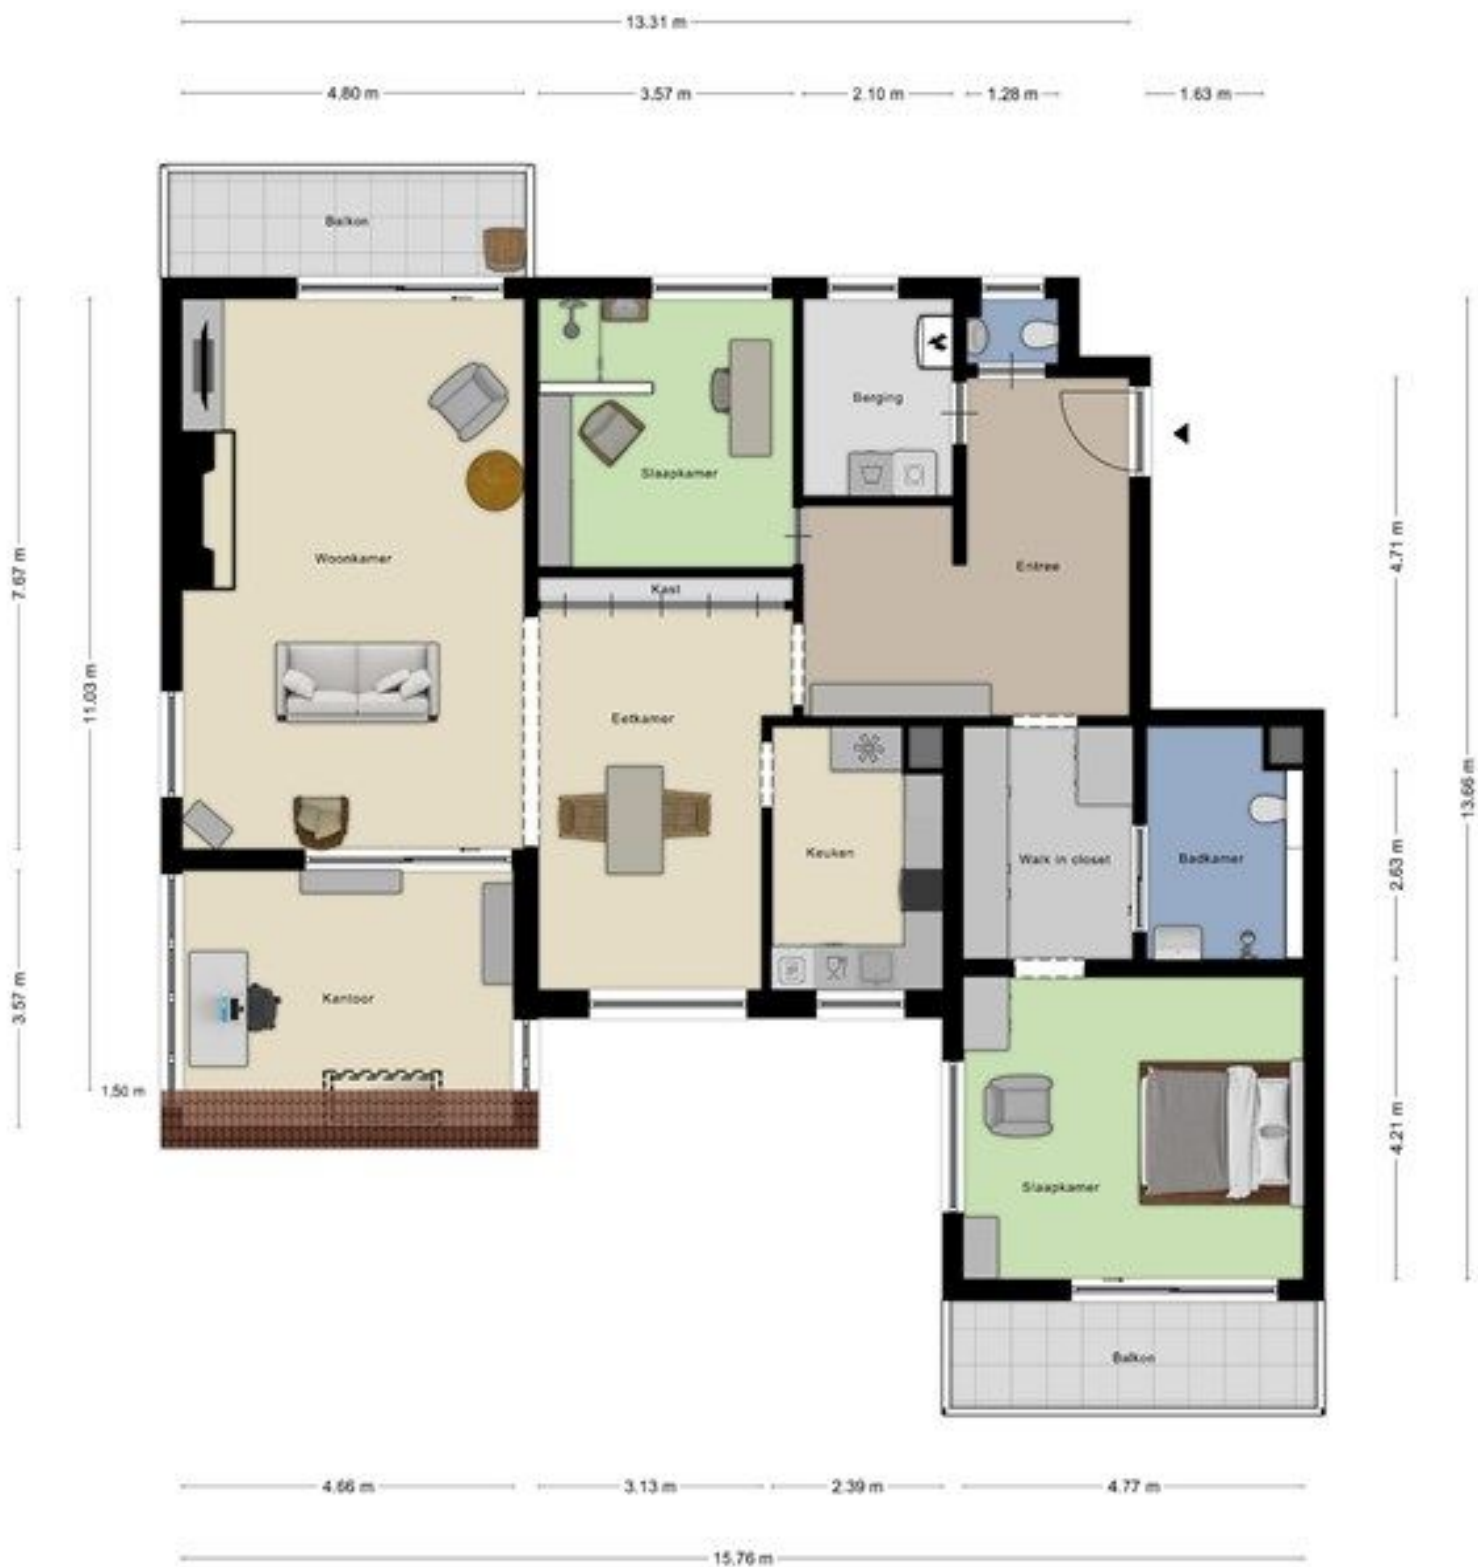 13.31 m
4.80 m
3.57 m
2.10 m
1.28 m
1.63 m
Balkon
Berging
Slaapkamer
Woonkamer
Entree
Kast
7.67 m
11.03 m
4.71 m
13.66 m
Eetkamer
Keuken
Walk in closet
Badkamer
2.63 m
Kantoor
3.57 m
1.50 m
4.21 m
Slaapkamer
Balkon
4.66 m
3.13 m
2.39 m
4.77 m
15.76 m